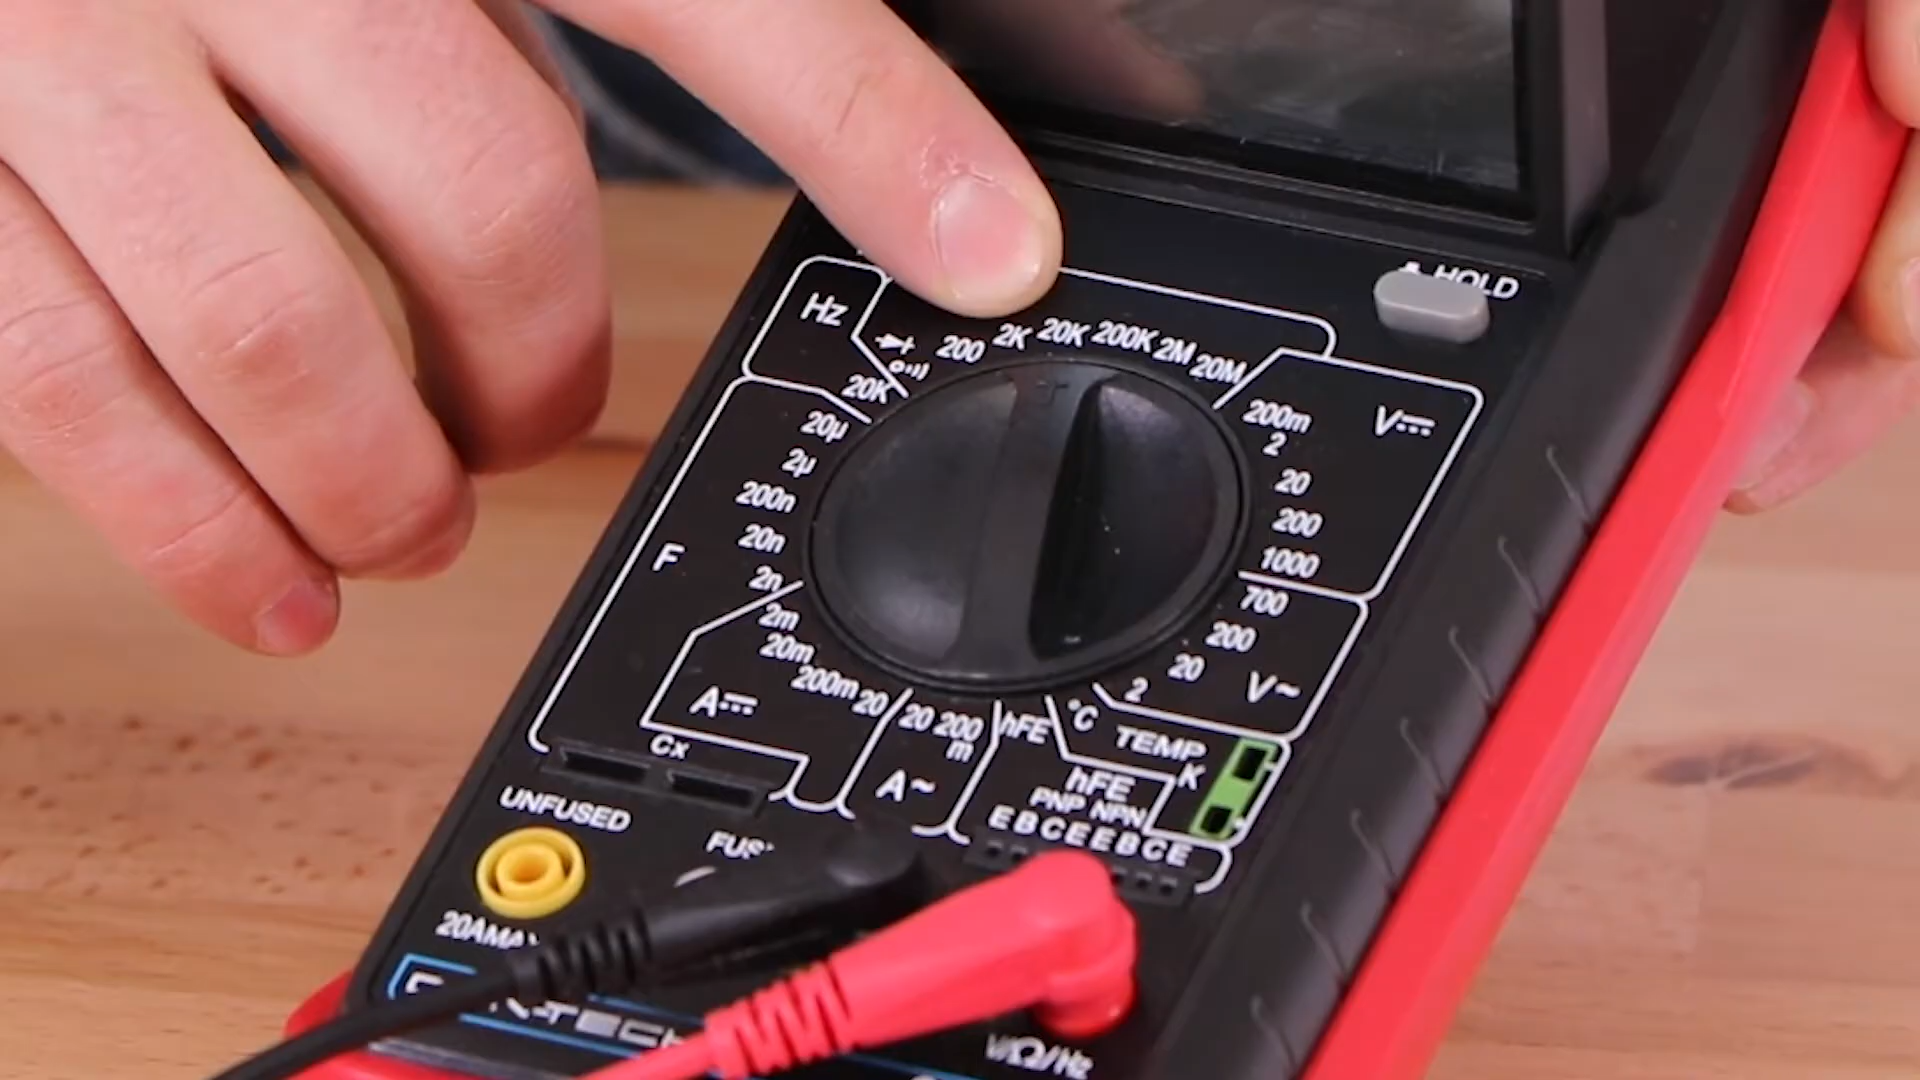 HOLD
Hz
200 2K 20K 200K 2M 20M
20K
20µ
2µ
200n
20n
2n
F
200m
2
20
200
1000
V
700
200
20
2
V~
2m
20m
200m
20
A
20 200
m
A~
hFE
°C
TEMP
K
hFE
PNP NPN
EBCEEBCE
Cx
UNFUSED
VΩ/Hz